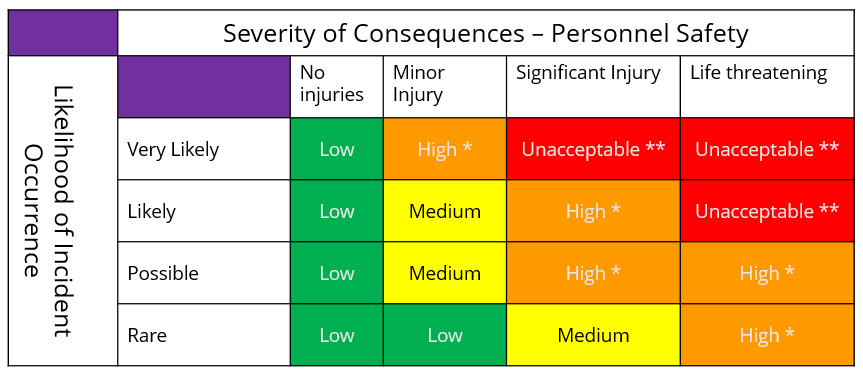 Severity of Consequences – Personnel Safety
Likelihood of Incident
Occurrence
No
injuries
Minor
Injury
Significant Injury
Life threatening
Very Likely
Low
High *
Unacceptable **
Unacceptable **
Likely
Low
Medium
High *
Unacceptable **
Possible
Low
Medium
High *
High *
Rare
Low
Low
Medium
High *